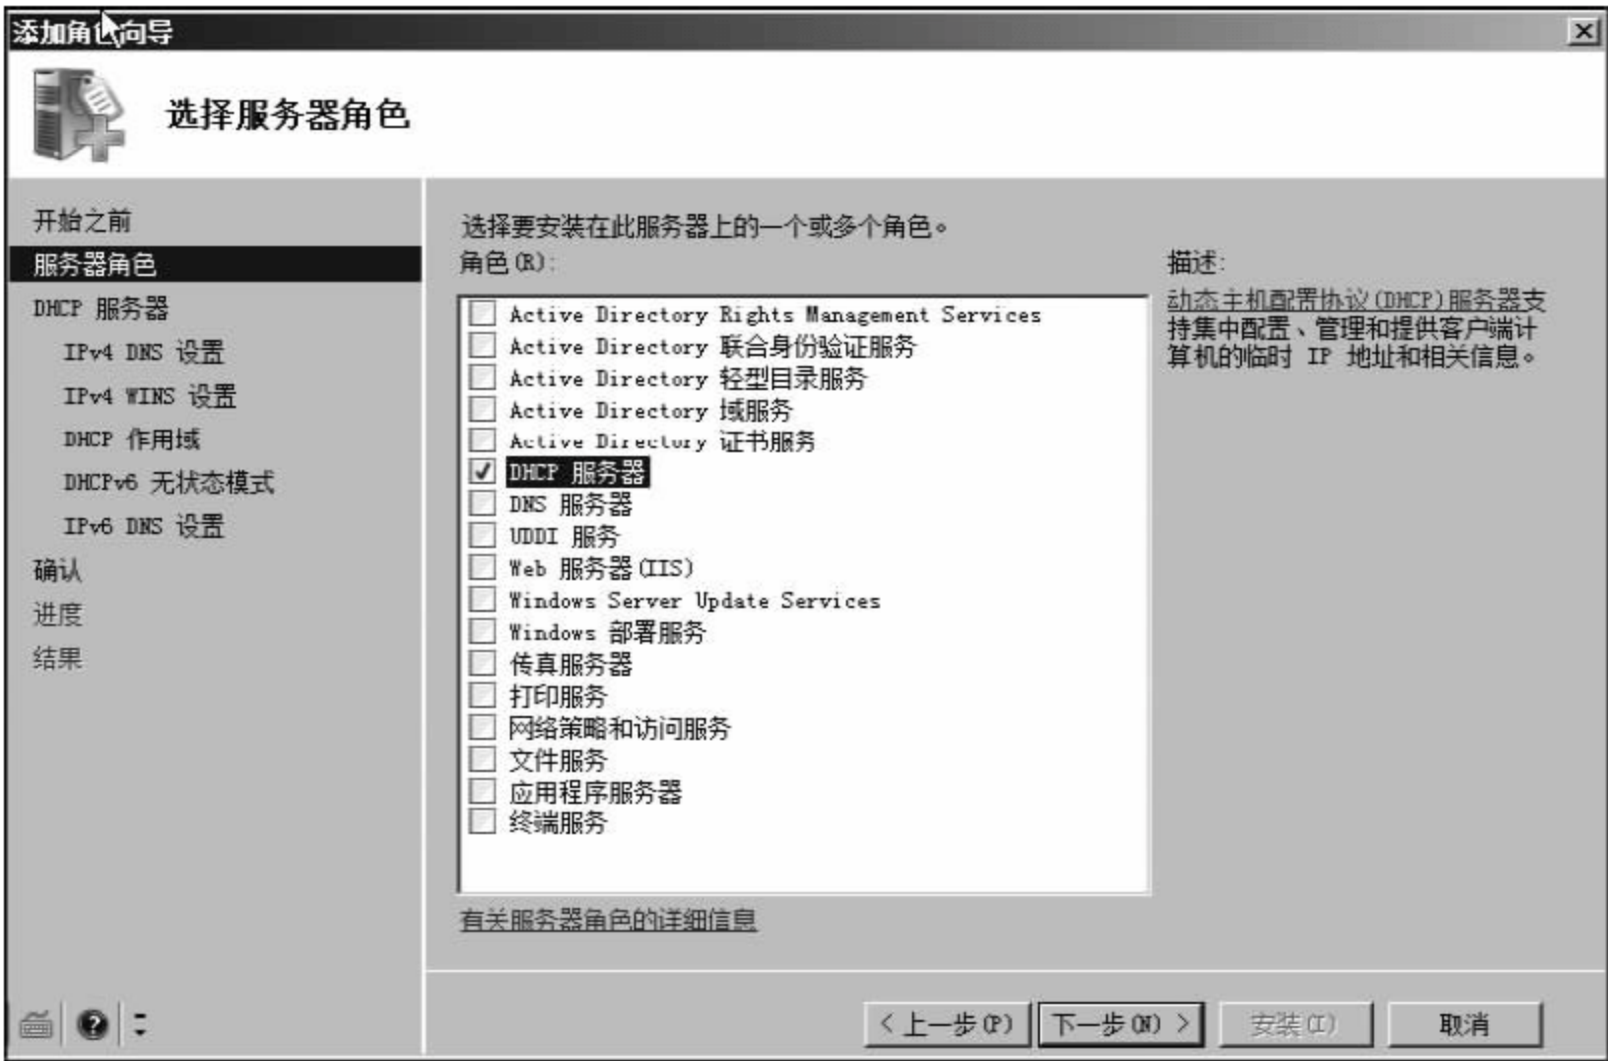 添加角色向导
选择服务器角色
开始之前
服务器角色
DHCP 服务器
IPv4 DNS 设置
IPv4 WINS 设置
DHCP 作用域
DHCPv6 无状态模式
IPv6 DNS 设置
确认
进度
结果
选择要安装在此服务器上的一个或多个角色。
角色(R):
Active Directory Rights Management Services
Active Directory 联合身份验证服务
Active Directory 轻型目录服务
Active Directory 域服务
Active Directory 证书服务
DHCP 服务器
DNS 服务器
UDDI 服务
Web 服务器(IIS)
Windows Server Update Services
Windows 部署服务
传真服务器
打印服务
网络策略和访问服务
文件服务
应用程序服务器
终端服务
有关服务器角色的详细信息
描述:
动态主机配置协议(DHCP)服务器支
持集中配置、管理和提供客户端计
算机的临时 IP 地址和相关信息。
< 上一步(P)
下一步(N) >
安装(I)
取消